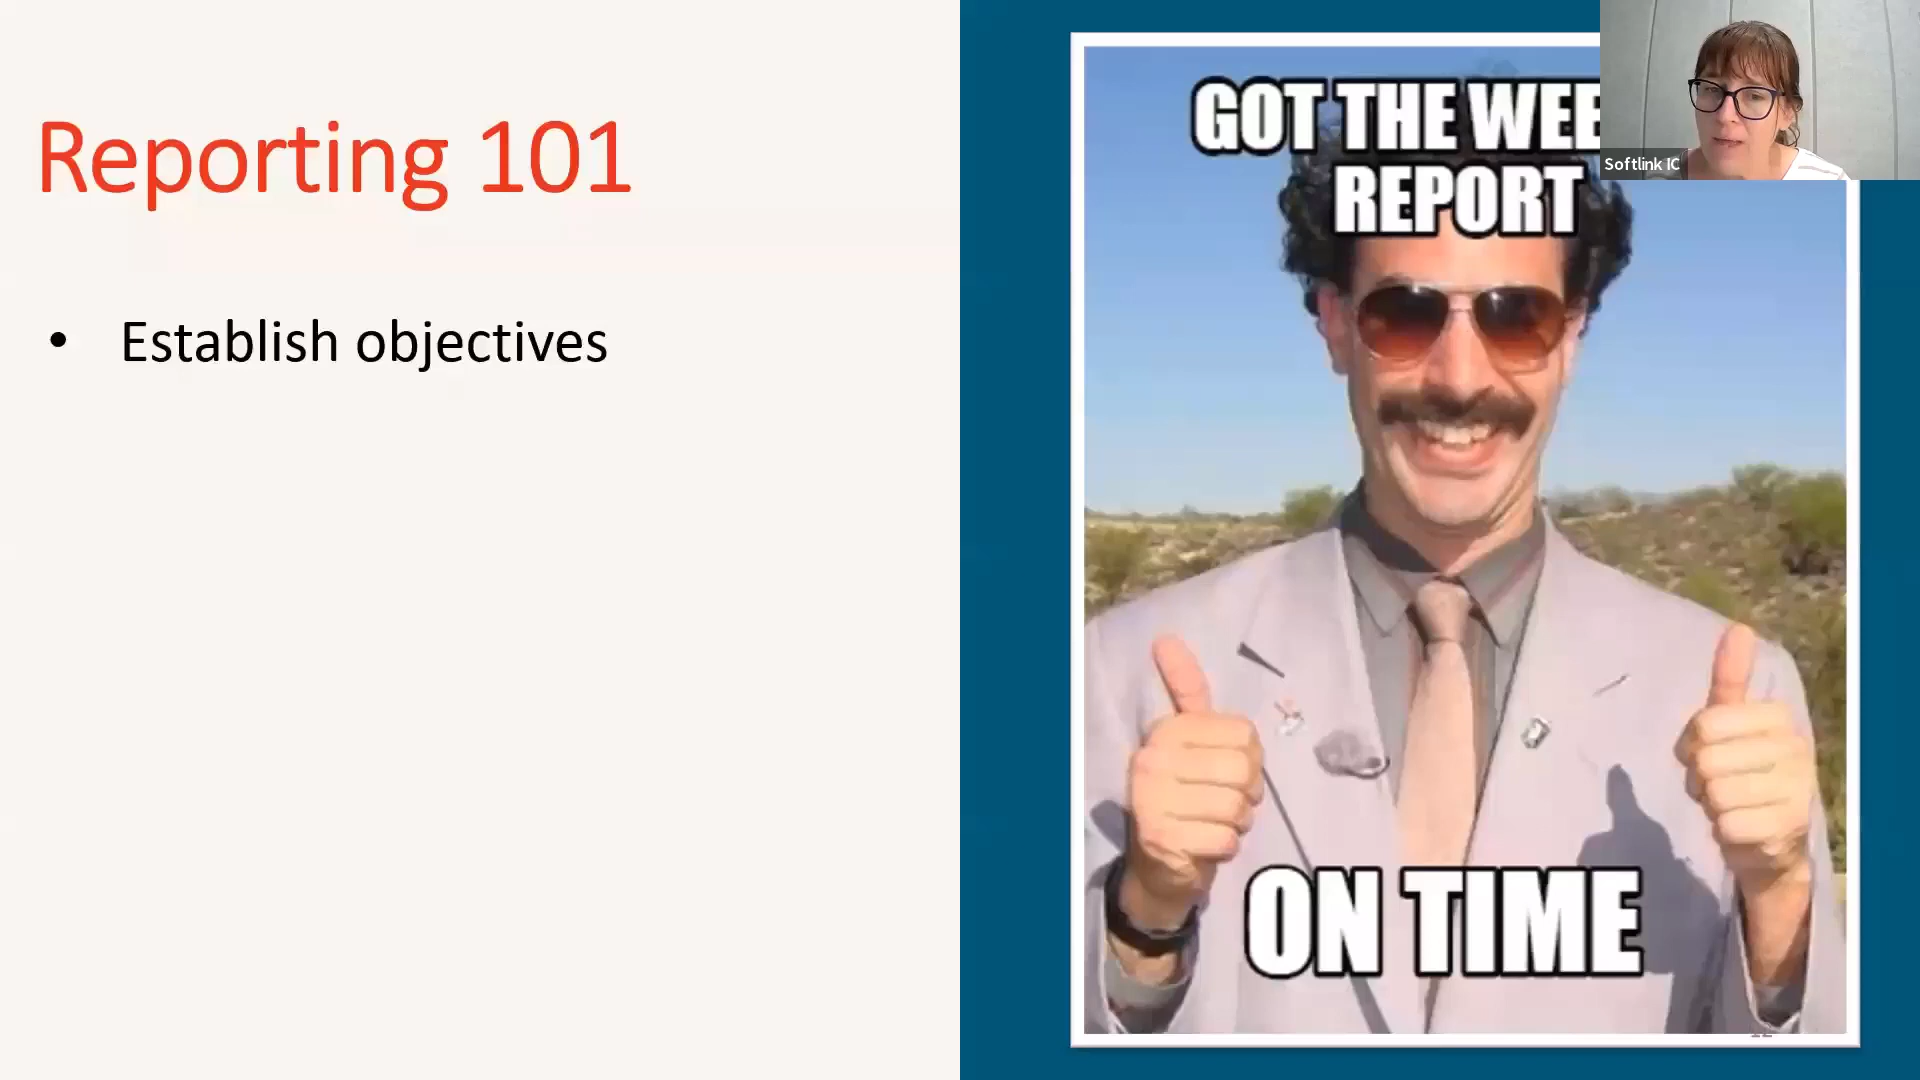 Reporting 101
• Establish objectives
GOT THE WEE
REPORT
ON TIME
Softlink IC